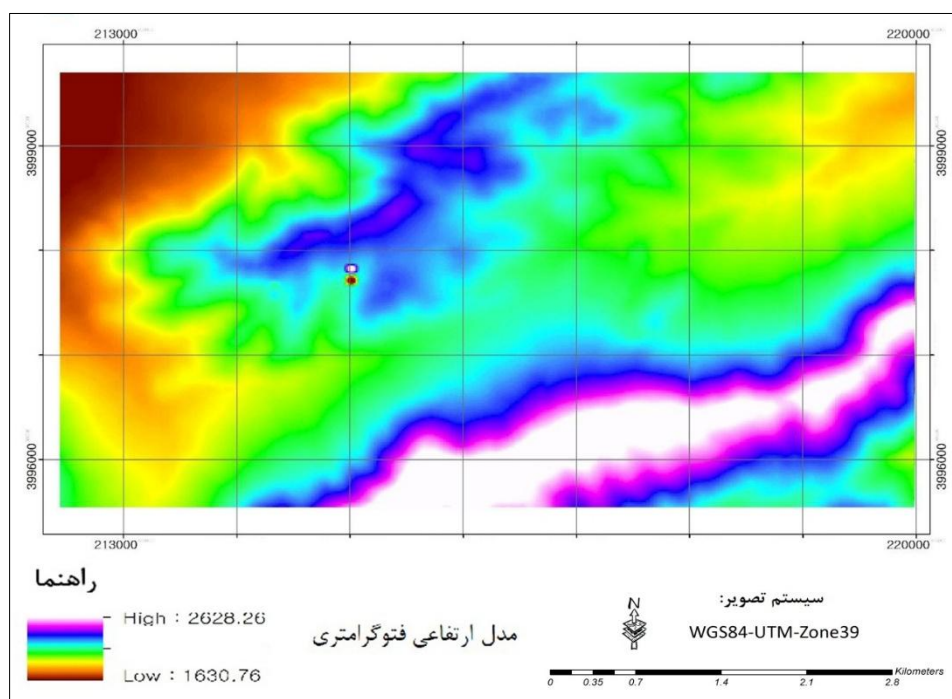 213000 220000
3999000 3999000
3996000 3996000
213000 220000
راهنما
High : 2628.26
Low : 1630.76
مدل ارتفاعی فتوگرامتری
N
سیستم تصویر:
WGS84-UTM-Zone39
Kilometers
0 0.35 0.7 1.4 2.1 2.8